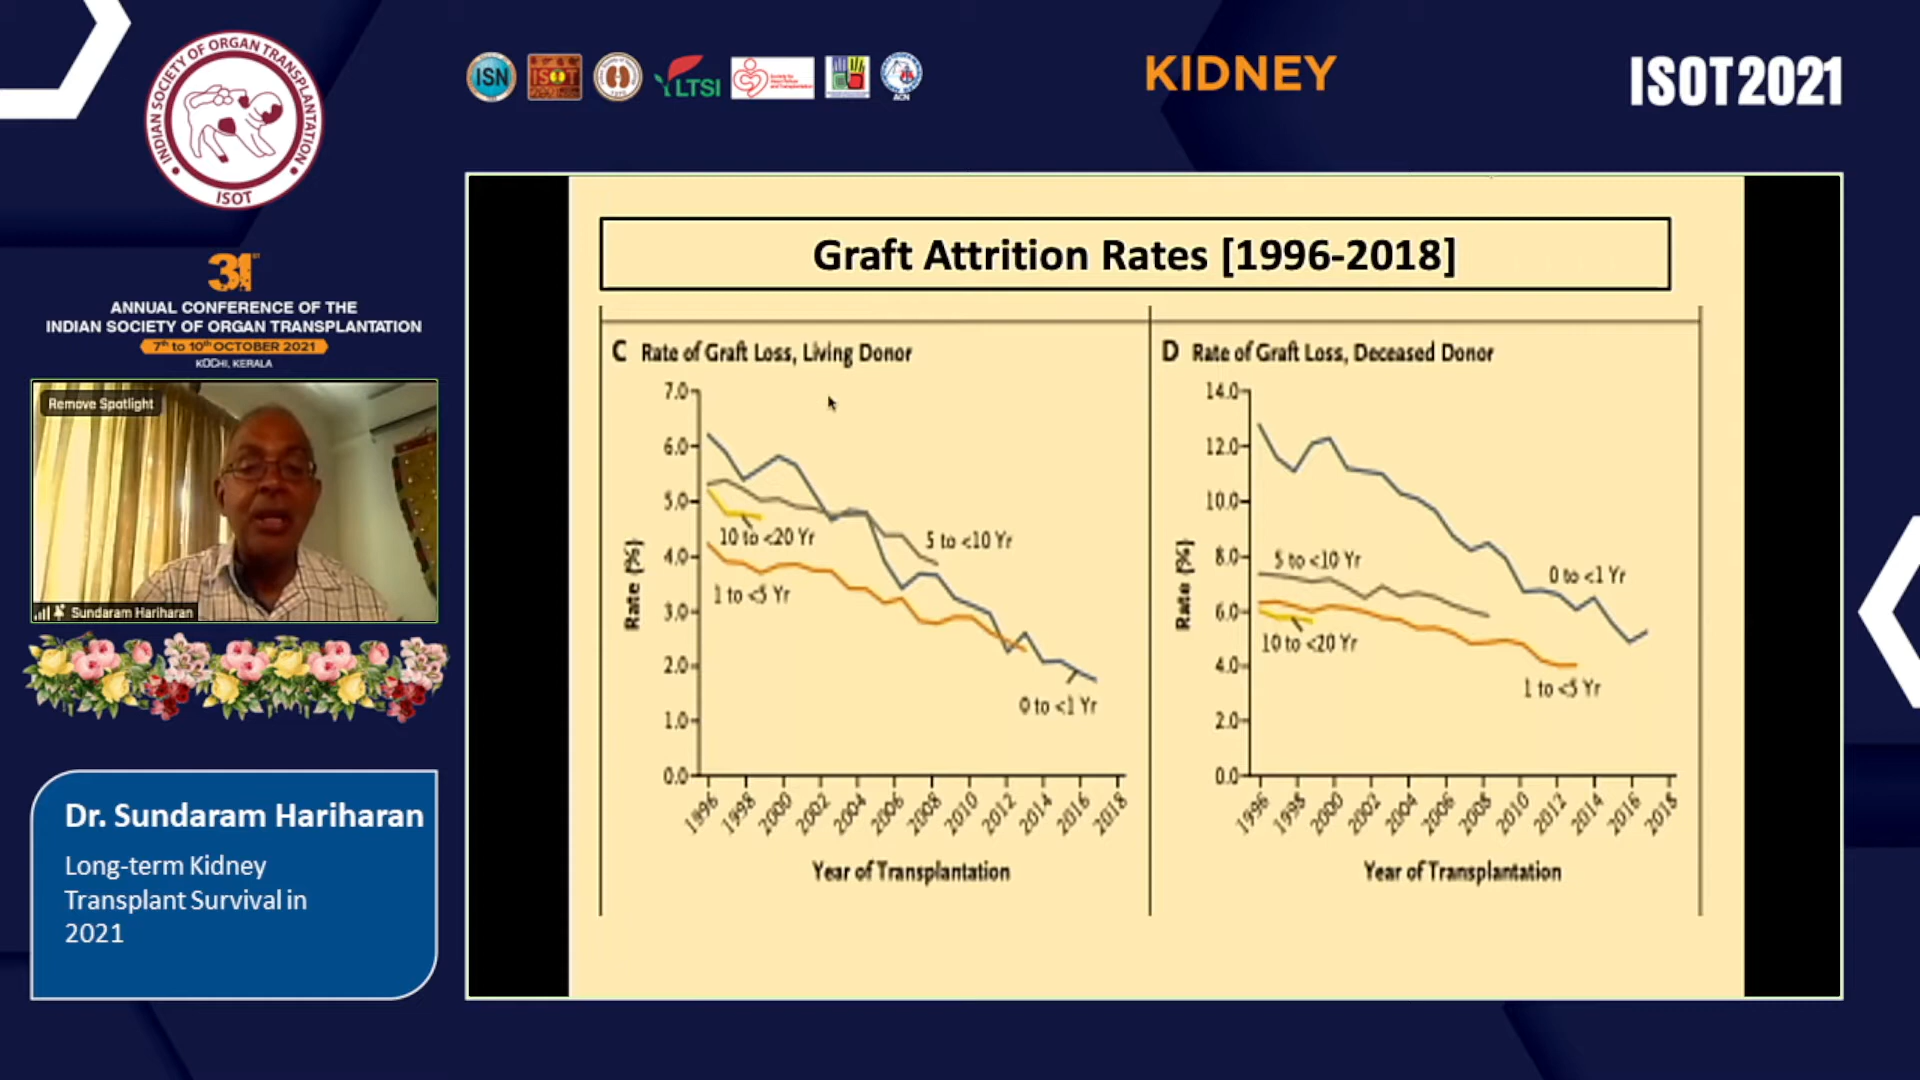 INDIAN SOCIETY OF ORGAN TRANSPLANTATION
ISOT
ISN
ISOT
LTSI
ACN
KIDNEY
ISOT2021
31ST
ANNUAL CONFERENCE OF THE
INDIAN SOCIETY OF ORGAN TRANSPLANTATION
7th to 10th OCTOBER 2021
KOCHI, KERALA
Remove Spotlight
Sundaram Hariharan
Dr. Sundaram Hariharan
Long-term Kidney
Transplant Survival in
2021
Graft Attrition Rates [1996-2018]
C Rate of Graft Loss, Living Donor
7.0
6.0
5.0
4.0
3.0
2.0
1.0
0.0
Rate (%)
10 to <20 Yr
5 to <10 Yr
1 to <5 Yr
0 to <1 Yr
1996 1998 2000 2002 2004 2006 2008 2010 2012 2014 2016 2018
Year of Transplantation
D Rate of Graft Loss, Deceased Donor
14.0
12.0
10.0
8.0
6.0
4.0
2.0
0.0
Rate (%)
5 to <10 Yr
0 to <1 Yr
10 to <20 Yr
1 to <5 Yr
1996 1998 2000 2002 2004 2006 2008 2010 2012 2014 2016 2018
Year of Transplantation